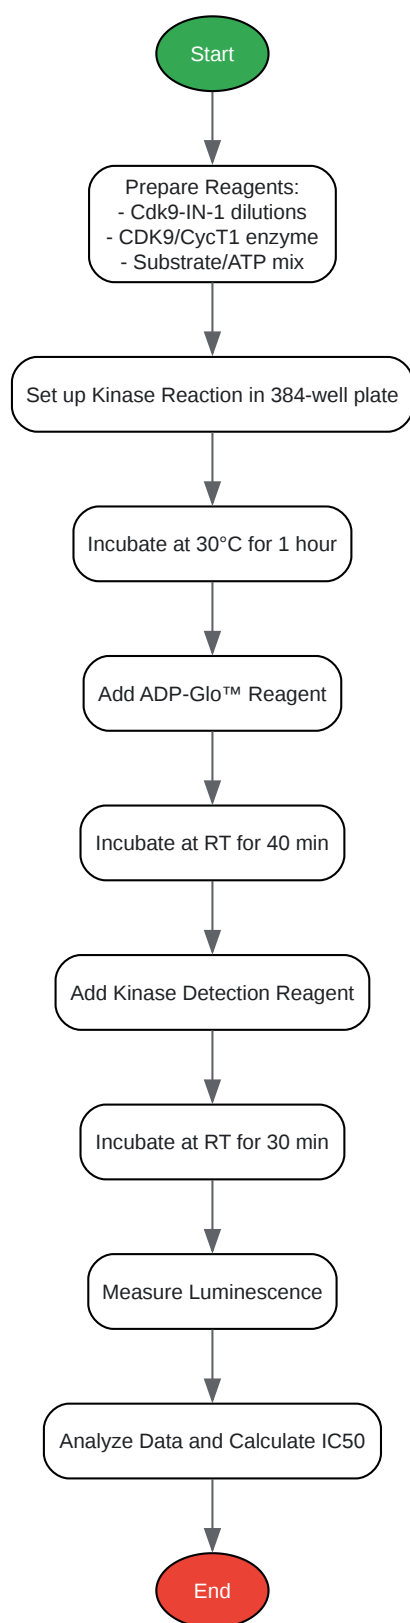 Start
Prepare Reagents:
- Cdk9-IN-1 dilutions
- CDK9/CycT1 enzyme
- Substrate/ATP mix
Set up Kinase Reaction in 384-well plate
Incubate at 30°C for 1 hour
Add ADP-Glo™ Reagent
Incubate at RT for 40 min
Add Kinase Detection Reagent
Incubate at RT for 30 min
Measure Luminescence
Analyze Data and Calculate IC50
End